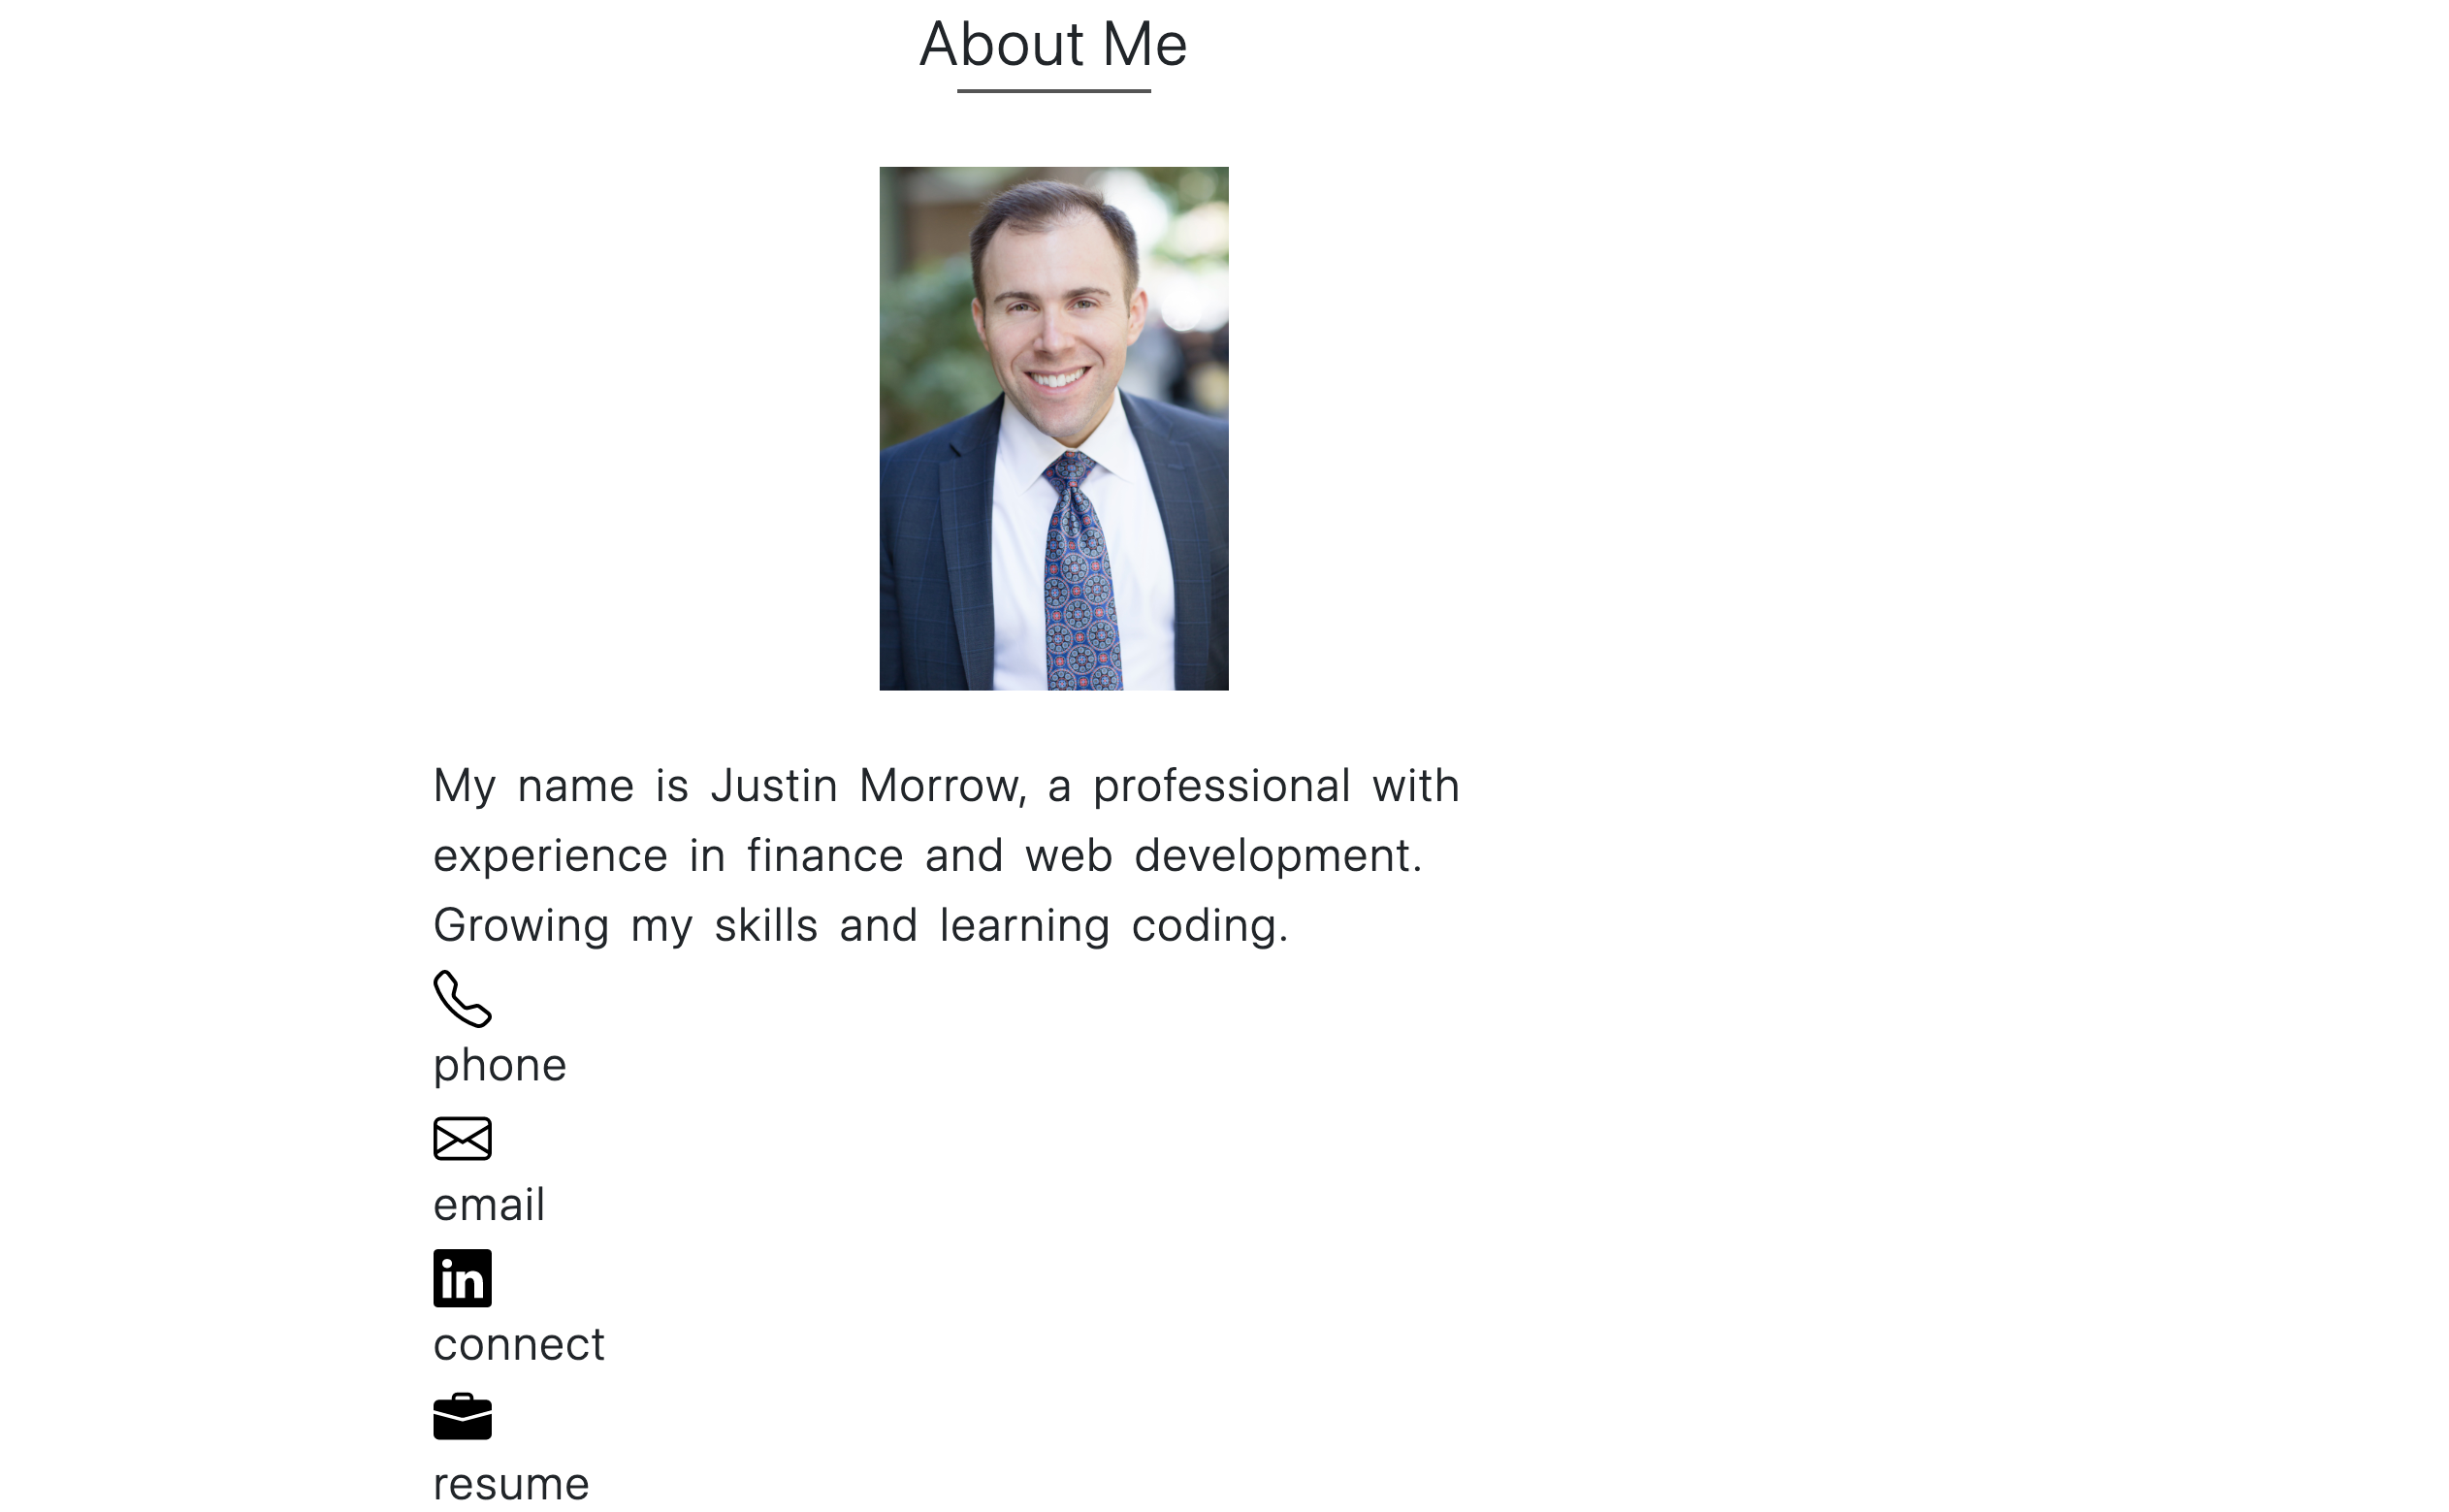 About Me
My name is Justin Morrow, a professional with
experience in finance and web development.
Growing my skills and learning coding.
phone
email
in
connect
resume